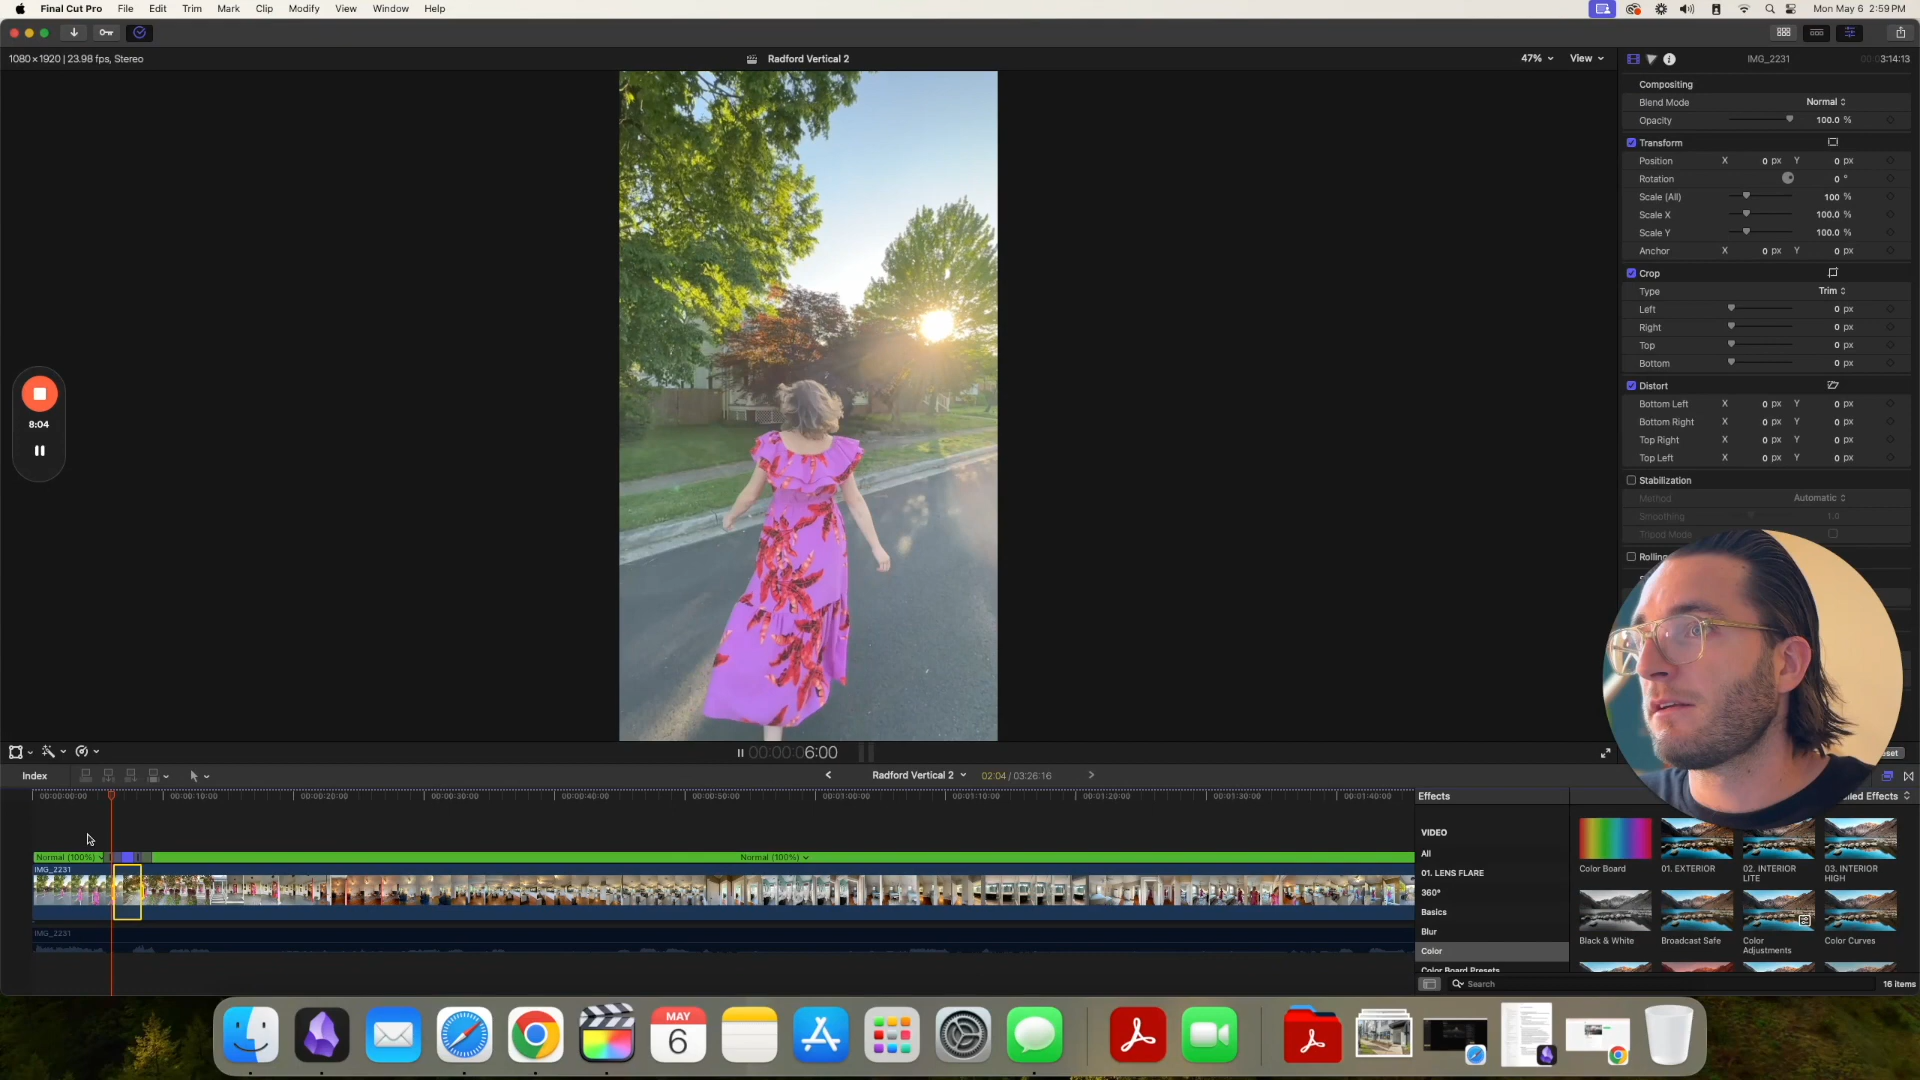 Final Cut Pro File Edit Trim Mark Clip Modify View Window Help Mon May 6 2:59 PM
1080×1920 | 23.98 fps, Stereo
Radford Vertical 2
47% View
IMG_2231
3:14:13
Compositing
Blend Mode Normal
Opacity 100.0 %
Transform
Position X 0 px Y 0 px
Rotation 0 °
Scale (All) 100 %
Scale X 100.0 %
Scale Y 100.0 %
Anchor X 0 px Y 0 px
Crop
Type Trim
Left 0 px
Right 0 px
Top 0 px
Bottom 0 px
Distort
Bottom Left X 0 px Y 0 px
Bottom Right X 0 px Y 0 px
Top Right X 0 px Y 0 px
Top Left X 0 px Y 0 px
Stabilization
Method Automatic
Smoothing 1.0
Tripod Mode
Rolling
8:04
00:00:06:00
Index
Radford Vertical 2 02:04 / 03:26:16
00:00:00:00 00:00:10:00 00:00:20:00 00:00:30:00 00:00:40:00 00:00:50:00 00:01:00:00 00:01:10:00 00:01:20:00 00:01:30:00 00:01:40:00
Normal (100%) Normal (100%)
IMG_2231
IMG_2231
Effects
VIDEO
All
01. LENS FLARE
360°
Basics
Blur
Color
Color Board Presets
Color Board 01. EXTERIOR 02. INTERIOR LITE 03. INTERIOR HIGH
Black & White Broadcast Safe Color Adjustments Color Curves
Search
16 items
MAY
6